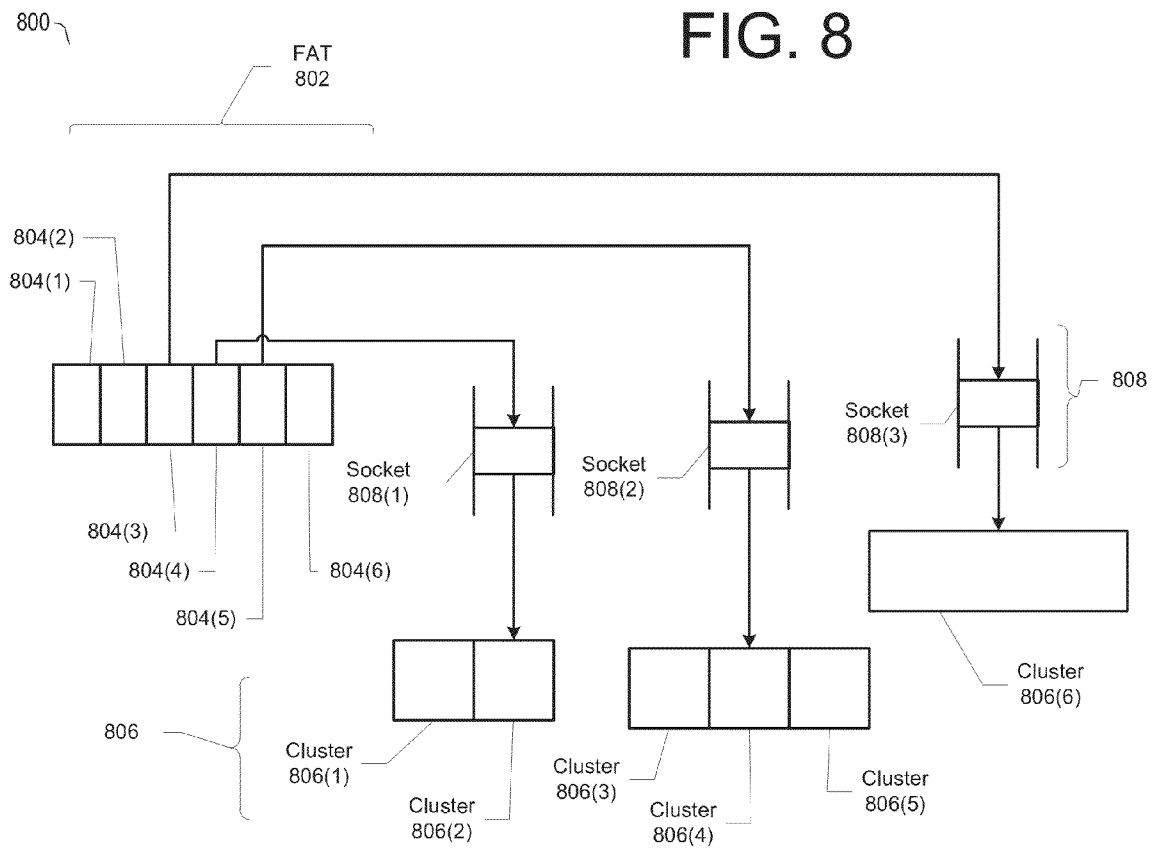 800
FIG. 8
FAT
802
804(2)
804(1)
808
Socket
808(3)
Socket
808(2)
Socket
808(1)
804(3)
804(4)
804(6)
804(5)
Cluster
806(6)
806
Cluster
806(1)
Cluster
806(3)
Cluster
806(5)
Cluster
806(2)
Cluster
806(4)